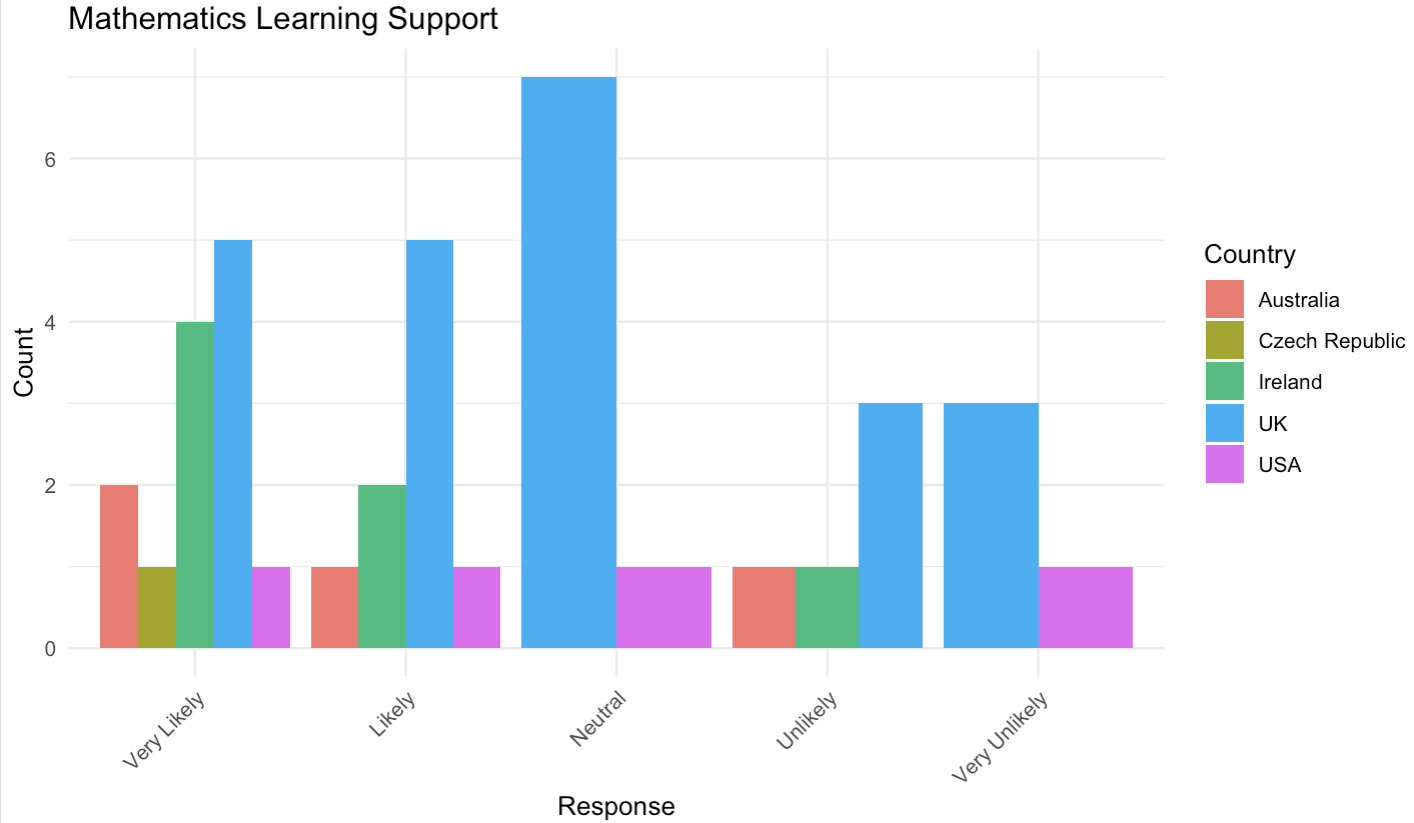 Mathematics Learning Support
6
4
2
0
Count
Very Likely
Likely
Neutral
Unlikely
Very Unlikely
Response
Country
Australia
Czech Republic
Ireland
UK
USA